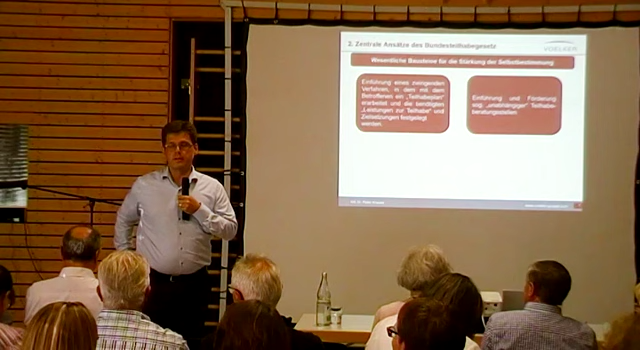 2. Zentrale Ansätze des Bundesteilhabegesetz
Wesentliche Bausteine für die Stärkung der Selbstbestimmung
Einführung eines zwingenden
Verfahren, in dem mit dem
Betroffenen ein „Teilhabeplan"
erarbeitet und die benötigten
„Leistungen zur Teilhabe" und
Zielsetzungen festgelegt
werden.
Einführung und Förderung
sog. „unabhängiger" Teilhabe-
beratungsstellen